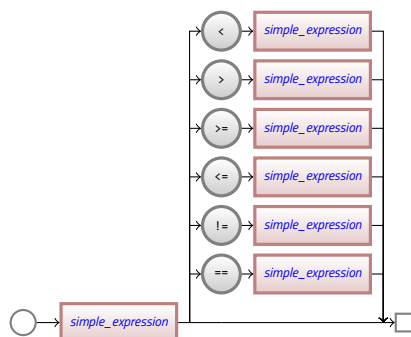 < simple_expression
> simple_expression
>= simple_expression
<= simple_expression
!= simple_expression
== simple_expression
simple_expression